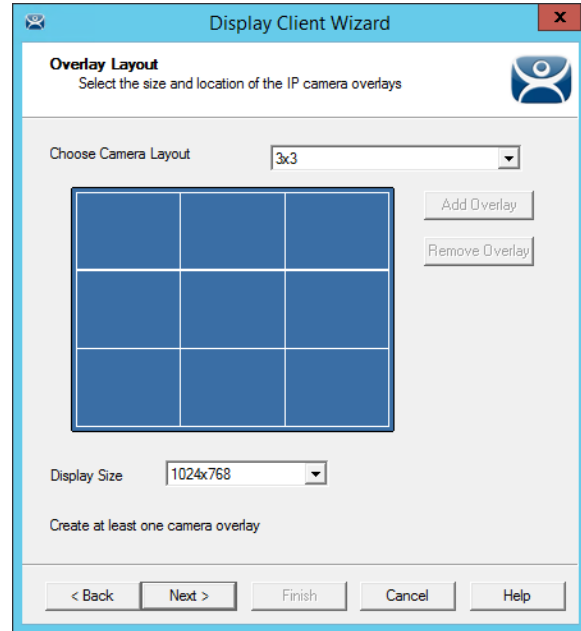 Display Client Wizard
x
Overlay Layout
Select the size and location of the IP camera overlays
Choose Camera Layout
3x3
Add Overlay
Remove Overlay
Display Size
1024x768
Create at least one camera overlay
< Back
Next >
Finish
Cancel
Help